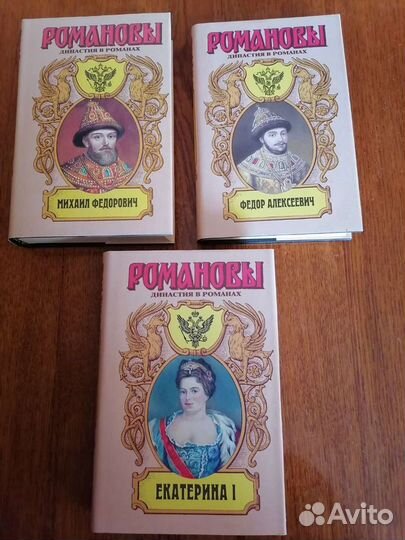 РОМАНОВЫ
ДИНАСТИЯ В РОМАНАХ
МИХАИЛ ФЕДОРОВИЧ
РОМАНОВЫ
ДИНАСТИЯ В РОМАНАХ
ФЕДОР АЛЕКСЕЕВИЧ
РОМАНОВЫ
ДИНАСТИЯ В РОМАНАХ
ЕКАТЕРИНА I
Avito